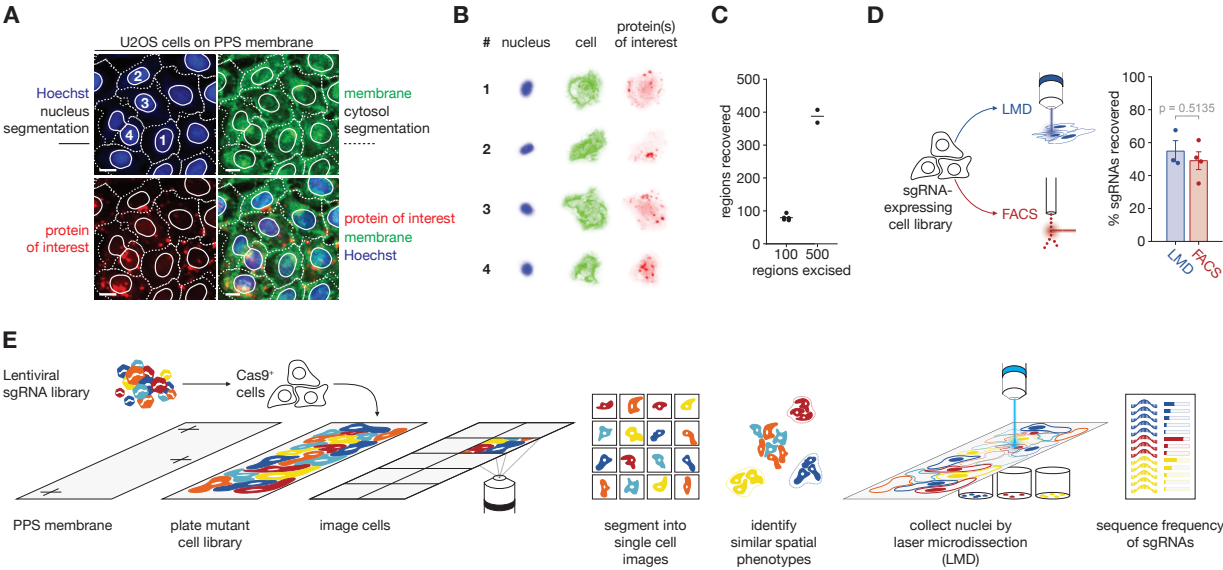 A
U2OS cells on PPS membrane
Hoechst
nucleus
segmentation
2
3
4
1
membrane
cytosol
segmentation
protein
of interest
protein of interest
membrane
Hoechst
B
# nucleus cell protein(s)
of interest
1
2
3
4
C
regions recovered
500
400
300
200
100
0
100 500
regions excised
D
LMD
sgRNA-
expressing
cell library
FACS
% sgRNAs recovered
100
80
60
40
20
0
p = 0.5135
LMD
FACS
E
Lentiviral
sgRNA library
Cas9⁺
cells
PPS membrane
plate mutant
cell library
image cells
segment into
single cell
images
identify
similar spatial
phenotypes
collect nuclei by
laser microdissection
(LMD)
sequence frequency
of sgRNAs